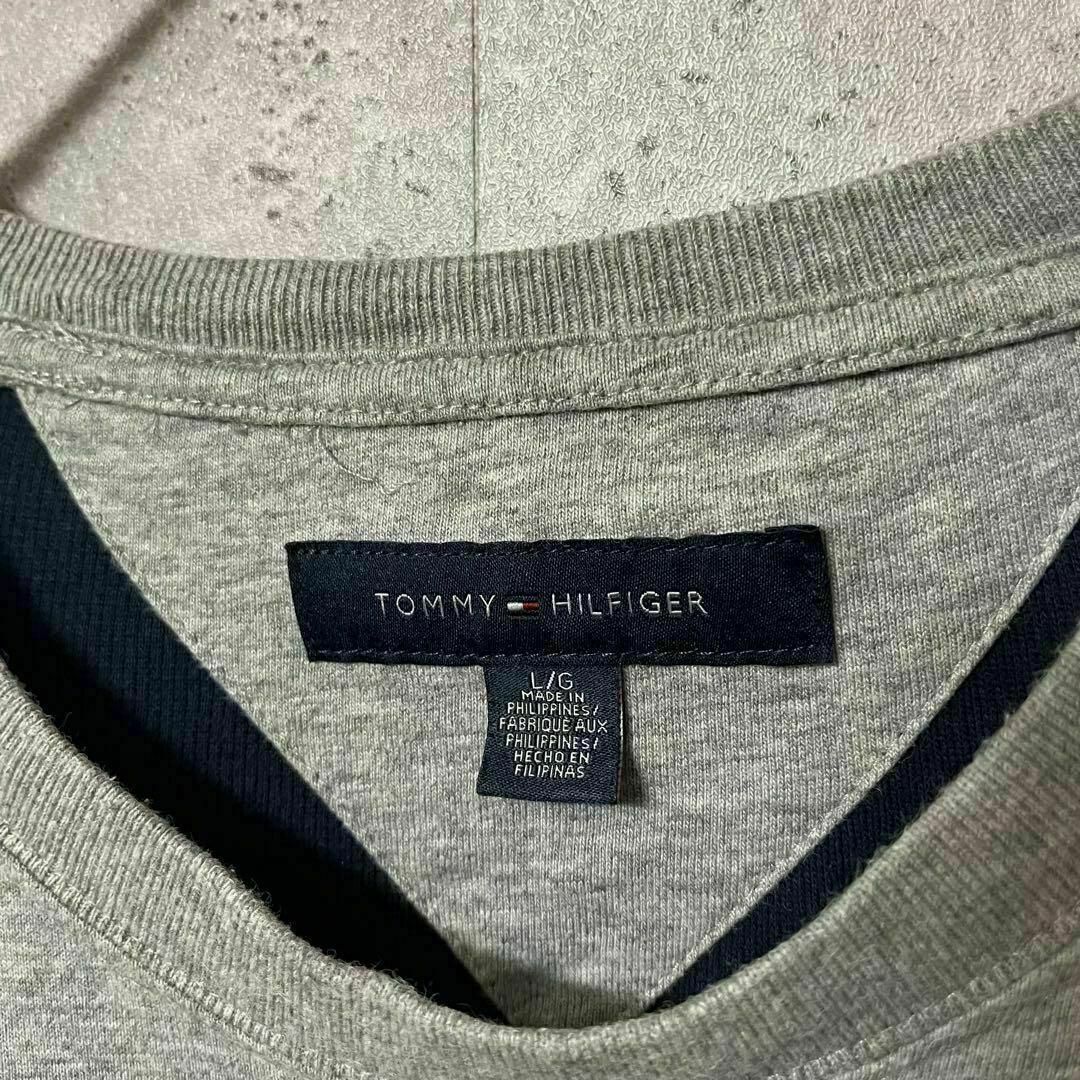 TOMMY HILFIGER
L/G
MADE IN
PHILIPPINES/
FABRIQUÉ AUX
PHILIPPINES/
HECHO EN
FILIPINAS